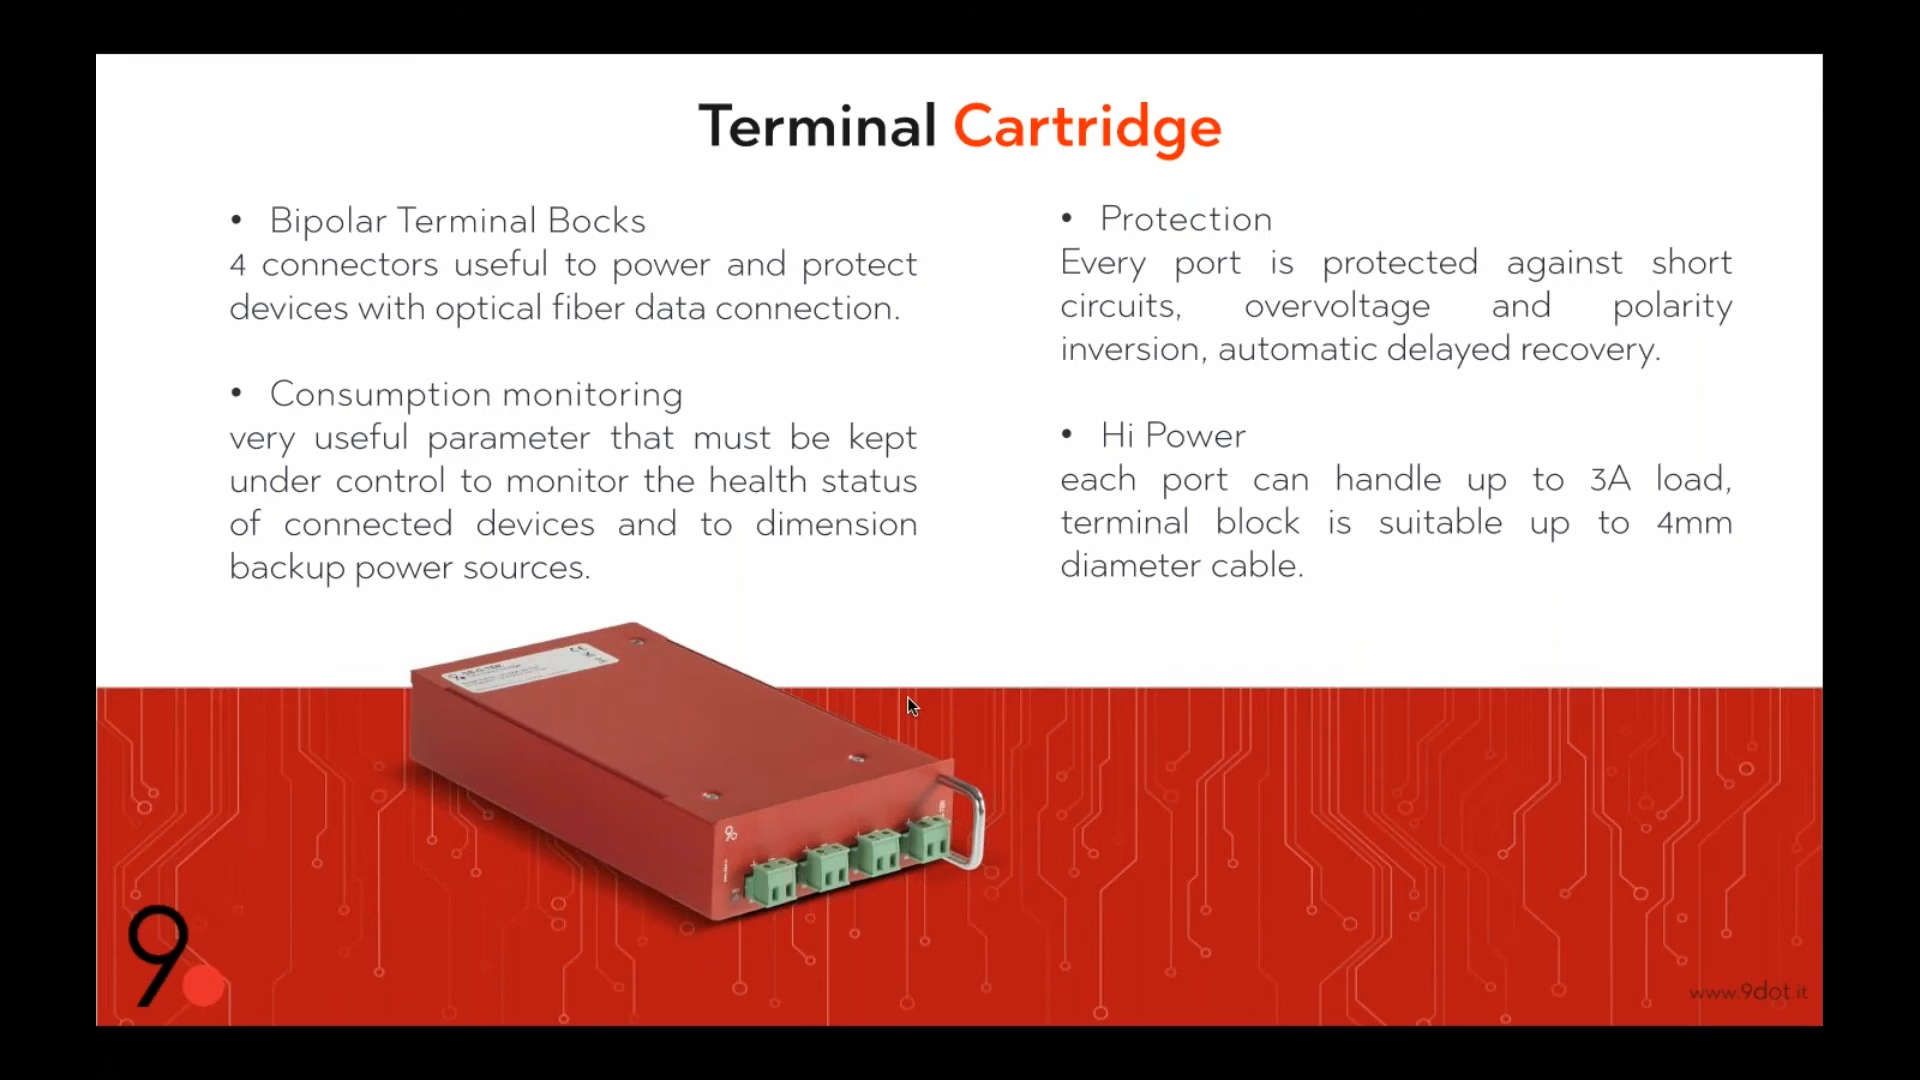 Terminal Cartridge
• Bipolar Terminal Bocks
4 connectors useful to power and protect
devices with optical fiber data connection.
• Consumption monitoring
very useful parameter that must be kept
under control to monitor the health status
of connected devices and to dimension
backup power sources.
• Protection
Every port is protected against short
circuits, overvoltage and polarity
inversion, automatic delayed recovery.
• Hi Power
each port can handle up to 3A load,
terminal block is suitable up to 4mm
diameter cable.
CE
9
www.9dot.it